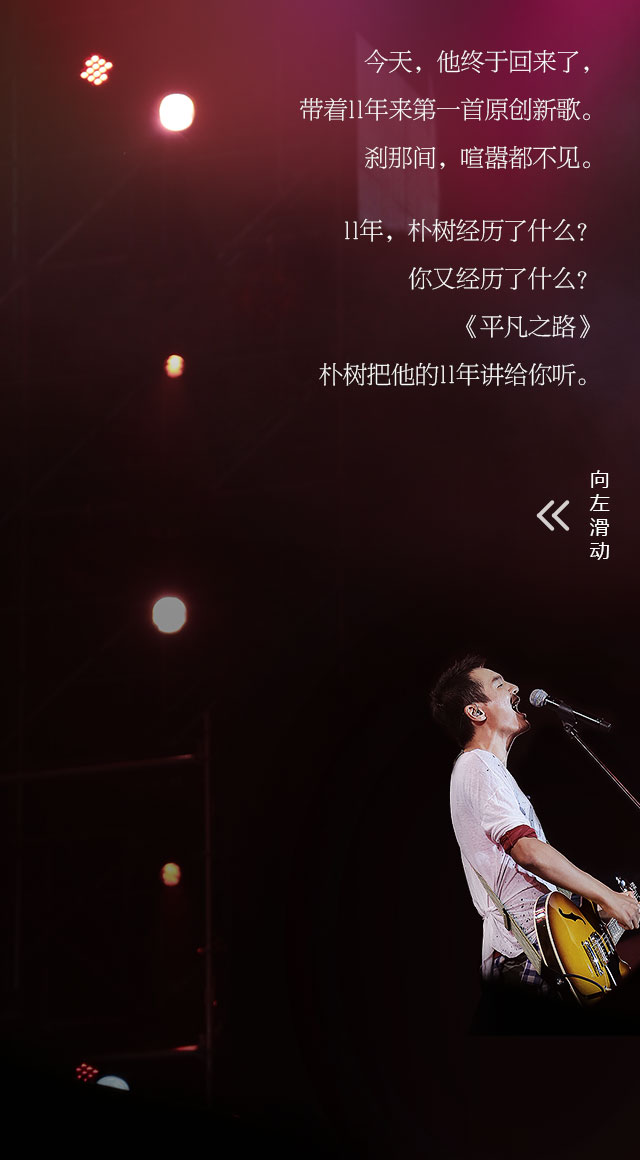 今天，他终于回来了，
带着11年来第一首原创新歌。
刹那间，喧嚣都不见。
11年，朴树经历了什么？
你又经历了什么？
《平凡之路》
朴树把他的11年讲给你听。
向左滑动